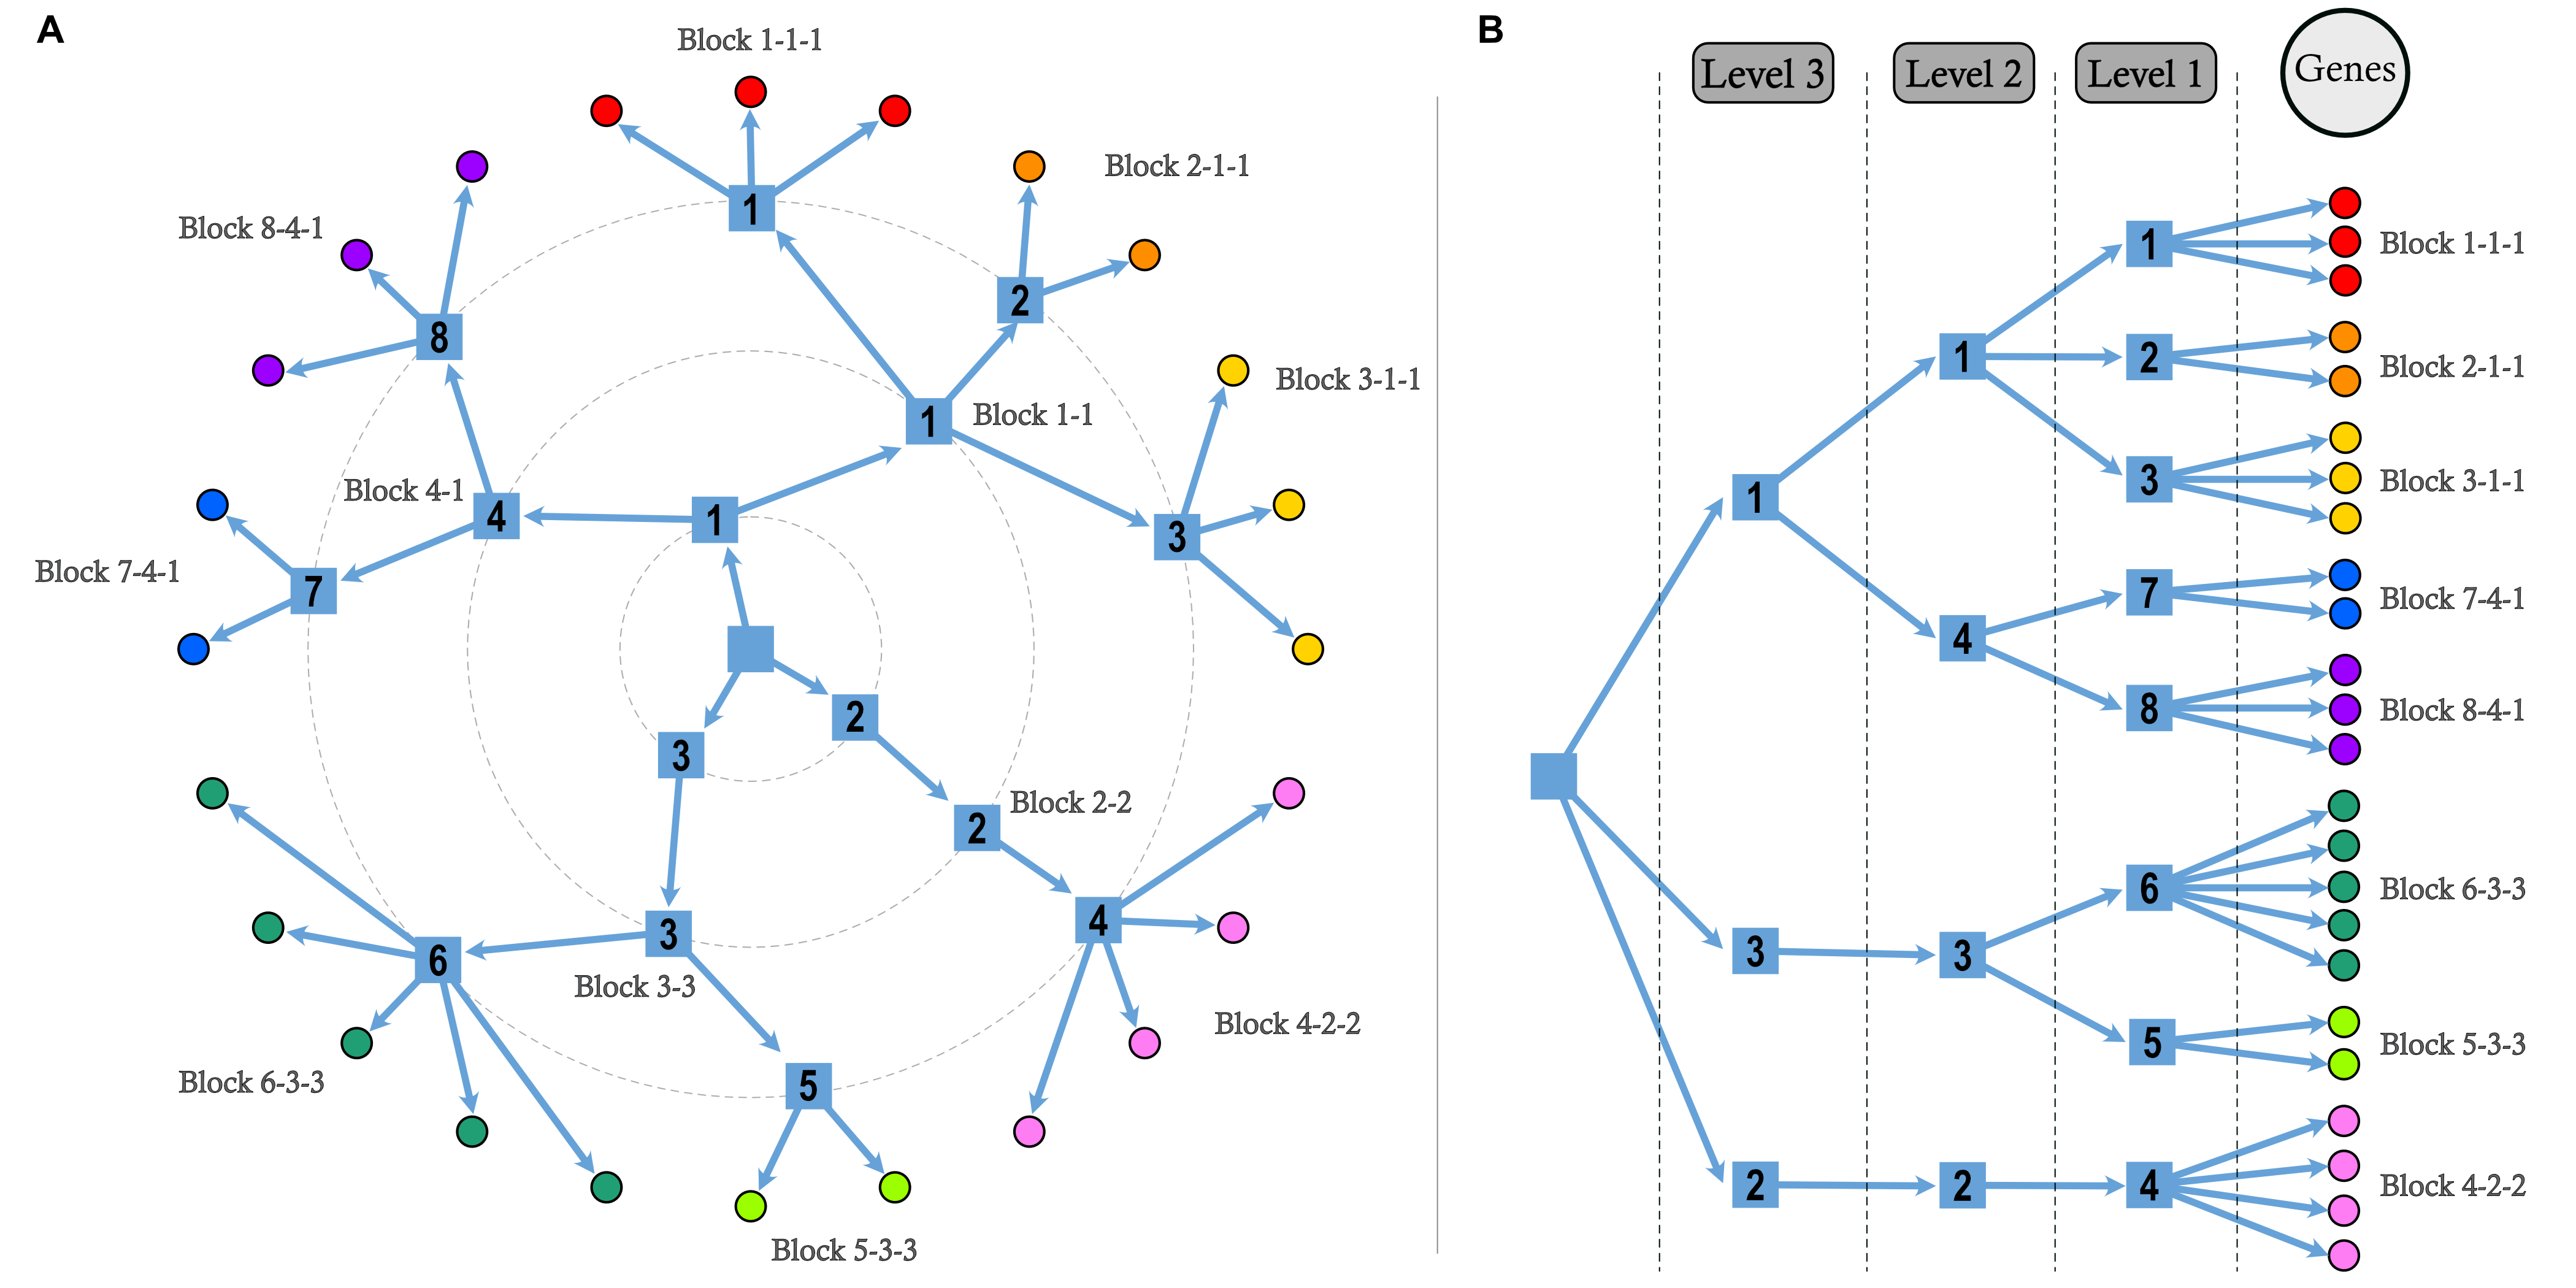 A
Block 1-1-1
Block 2-1-1
Block 8-4-1
1
2
8
Block 3-1-1
1
Block 1-1
Block 4-1
4
1
3
Block 7-4-1
7
2
3
Block 2-2
2
4
3
6
Block 3-3
Block 4-2-2
Block 6-3-3
5
Block 5-3-3
B
Level 3
Level 2
Level 1
Genes
1
Block 1-1-1
1
2
Block 2-1-1
3
Block 3-1-1
1
7
Block 7-4-1
4
8
Block 8-4-1
6
Block 6-3-3
3
3
5
Block 5-3-3
2
2
4
Block 4-2-2